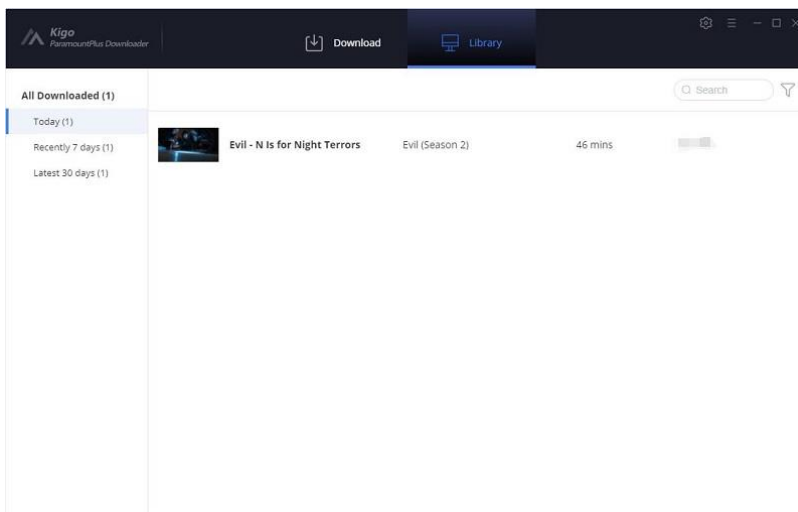 Kigo
ParamountPlus Downloader
Download
Library
All Downloaded (1)
Search
Today (1)
Evil - N Is for Night Terrors Evil (Season 2) 46 mins
Recently 7 days (1)
Latest 30 days (1)